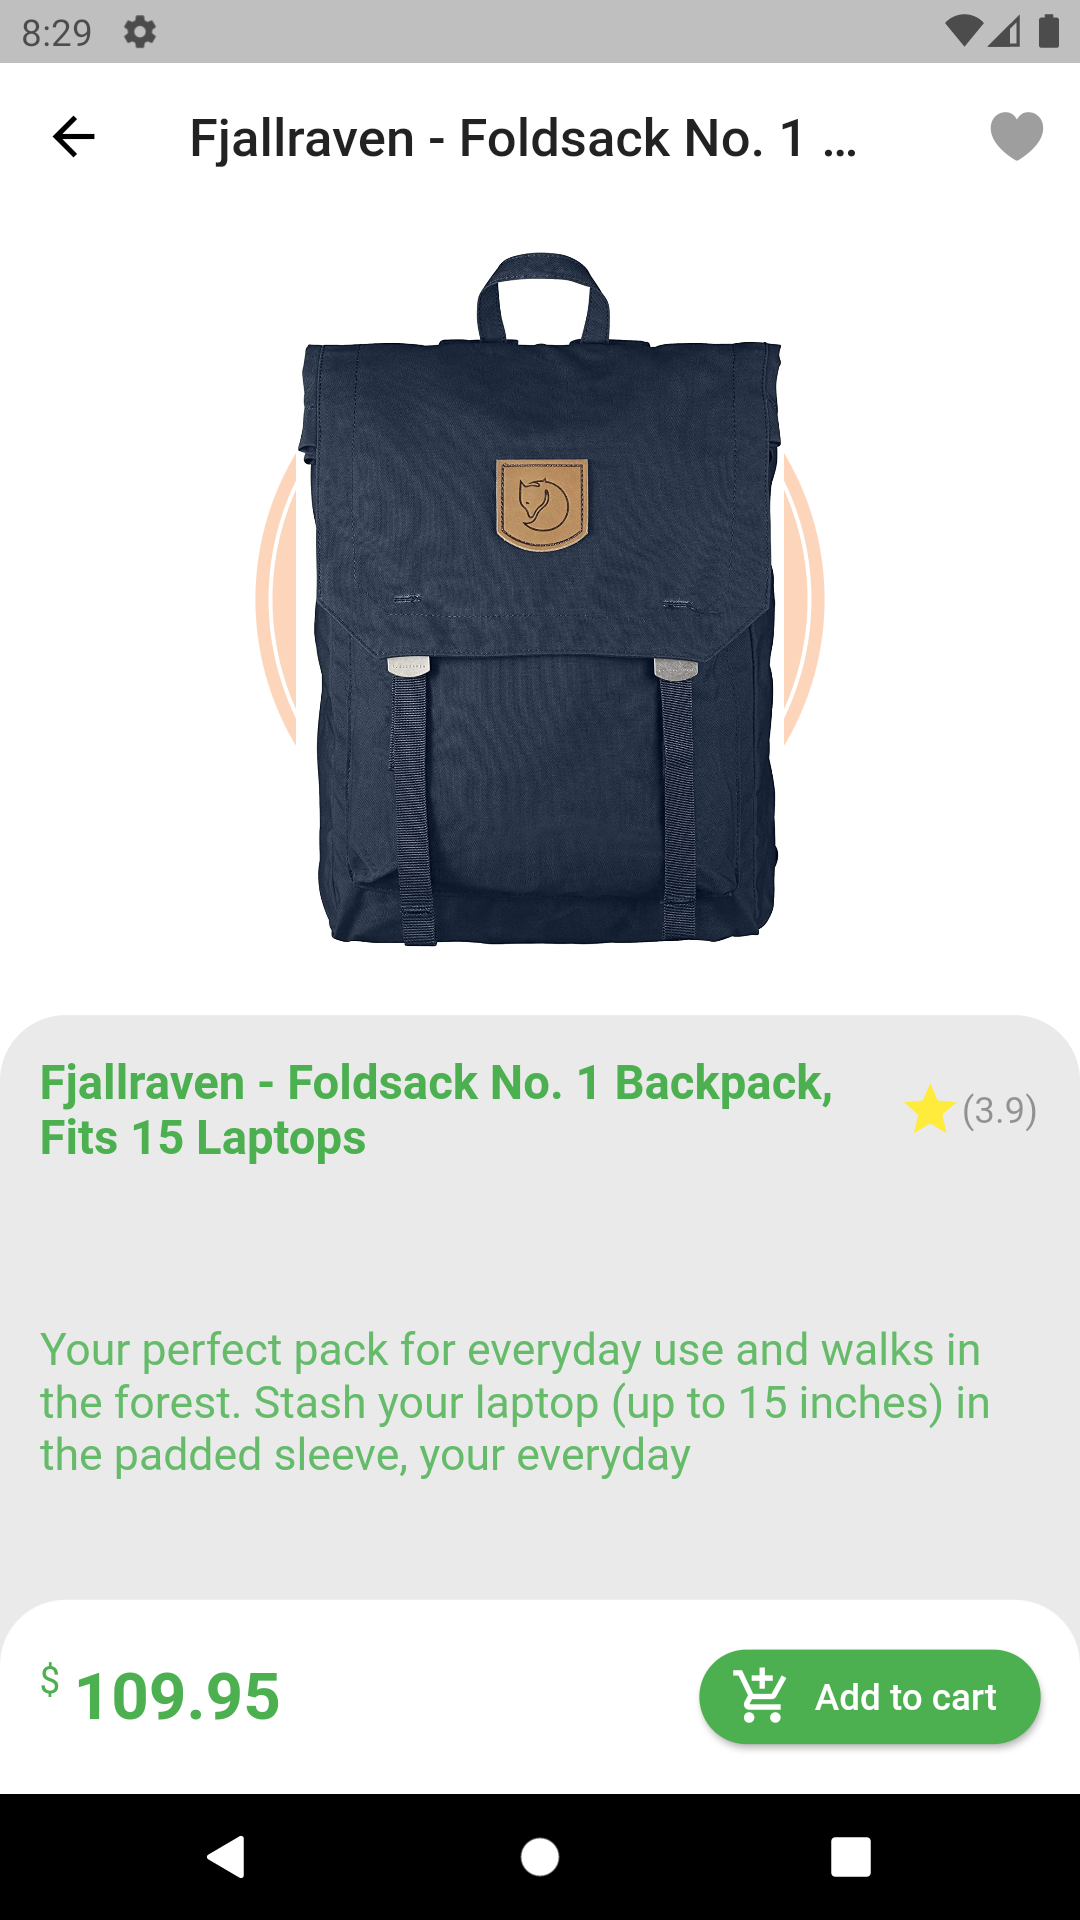 8:29
Fjallraven - Foldsack No. 1 ...
Fjallraven - Foldsack No. 1 Backpack,
Fits 15 Laptops
(3.9)
Your perfect pack for everyday use and walks in
the forest. Stash your laptop (up to 15 inches) in
the padded sleeve, your everyday
$ 109.95
Add to cart